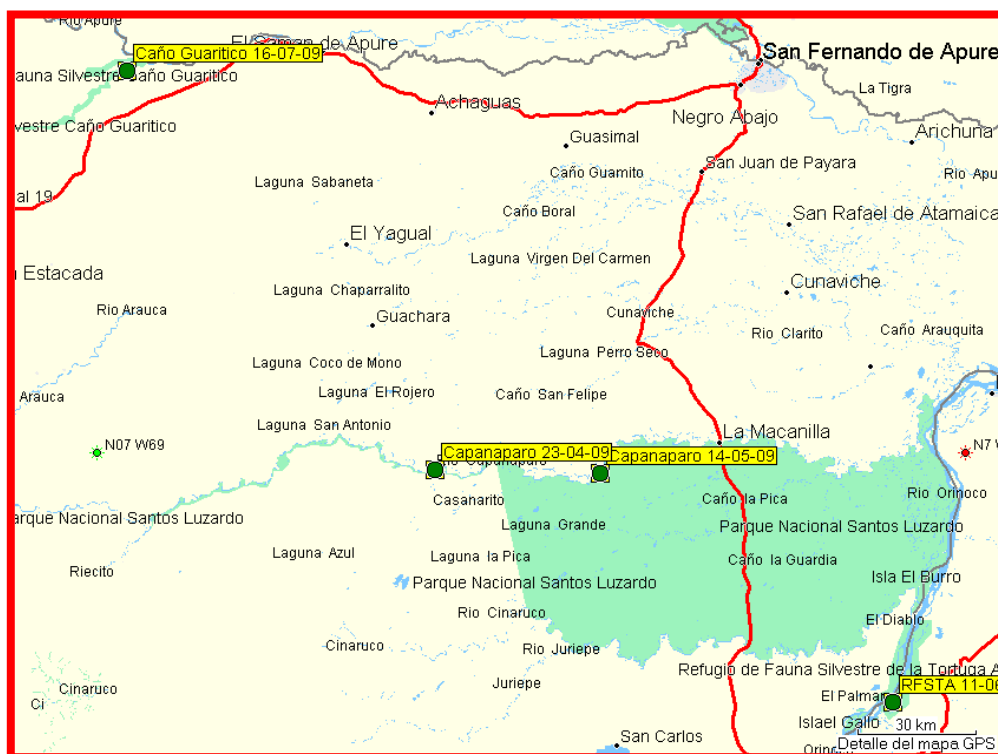 Rio Apure
El Saman de Apure
Caño Guaritico 16-07-09
San Fernando de Apure
Fauna Silvestre Caño Guaritico
La Tigra
Achaguas
Negro Abajo
vestre Caño Guaritico
Guasimal
Arichuna
San Juan de Payara
Caño Guamito
Rio Apu
Laguna Sabaneta
al 19
Caño Boral
San Rafael de Atamaica
El Yagual
Laguna Virgen Del Carmen
Estacada
Cunaviche
Laguna Chaparralito
Rio Arauca
Guachara
Cunaviche
Rio Clarito
Caño Arauquita
Laguna Perro Seco
Laguna Coco de Mono
Laguna El Rojero
Caño San Felipe
Arauca
Laguna San Antonio
La Macanilla
N07 W69
Capanaparo 23-04-09
Capanaparo 14-05-09
N7 W
Rio Capanaparo
Casanarito
Caño la Pica
Rio Orinoco
Parque Nacional Santos Luzardo
Laguna Grande
Parque Nacional Santos Luzardo
Laguna Azul
Laguna la Pica
Caño la Guardia
Riecito
Parque Nacional Santos Luzardo
Isla El Burro
Rio Cinaruco
El Diablo
Cinaruco
Rio Juriepe
Refugio de Fauna Silvestre de la Tortuga A
Juriepe
Cinaruco
RFSTA 11-06
El Palmar
Ci
Islael Gallo
30 km
San Carlos
Orinoco
Detalle del mapa GPS